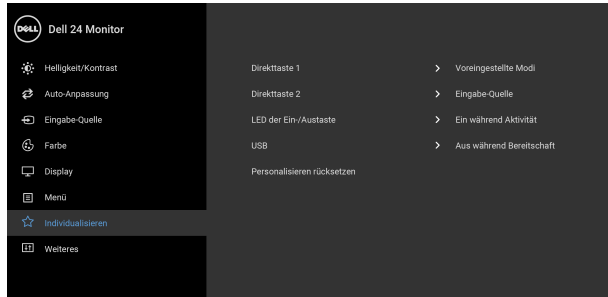 DELL Dell 24 Monitor
Helligkeit/Kontrast Direkttaste 1 Voreingestellte Modi
Auto-Anpassung Direkttaste 2 Eingabe-Quelle
Eingabe-Quelle LED der Ein-/Austaste Ein während Aktivität
Farbe USB Aus während Bereitschaft
Display Personalisieren rücksetzen
Menü
Individualisieren
Weiteres